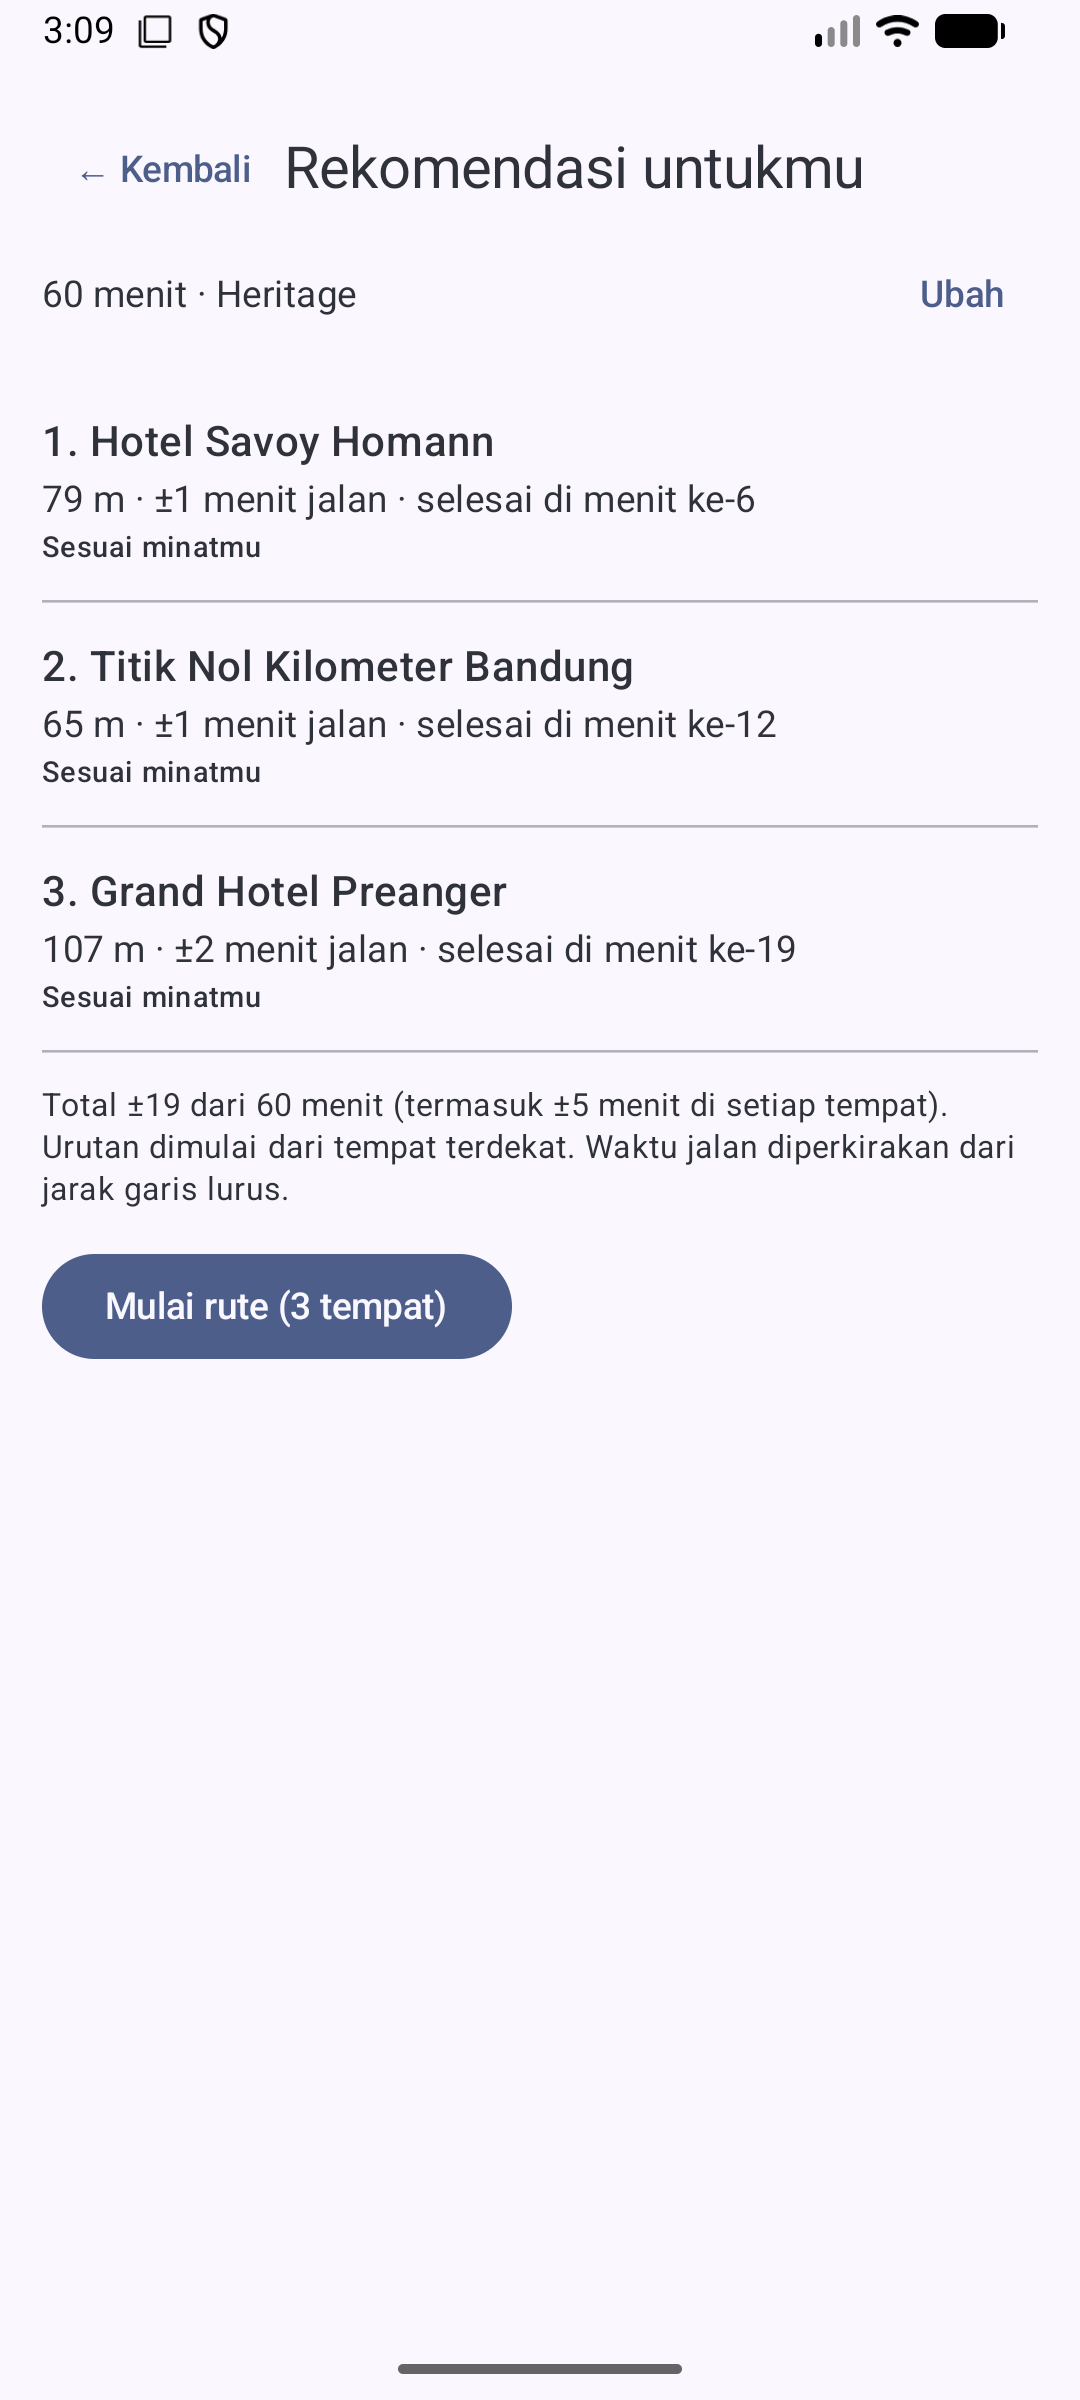 3:09
← Kembali Rekomendasi untukmu
60 menit · Heritage Ubah
1. Hotel Savoy Homann
79 m · ±1 menit jalan · selesai di menit ke-6
Sesuai minatmu
2. Titik Nol Kilometer Bandung
65 m · ±1 menit jalan · selesai di menit ke-12
Sesuai minatmu
3. Grand Hotel Preanger
107 m · ±2 menit jalan · selesai di menit ke-19
Sesuai minatmu
Total ±19 dari 60 menit (termasuk ±5 menit di setiap tempat).
Urutan dimulai dari tempat terdekat. Waktu jalan diperkirakan dari
jarak garis lurus.
Mulai rute (3 tempat)